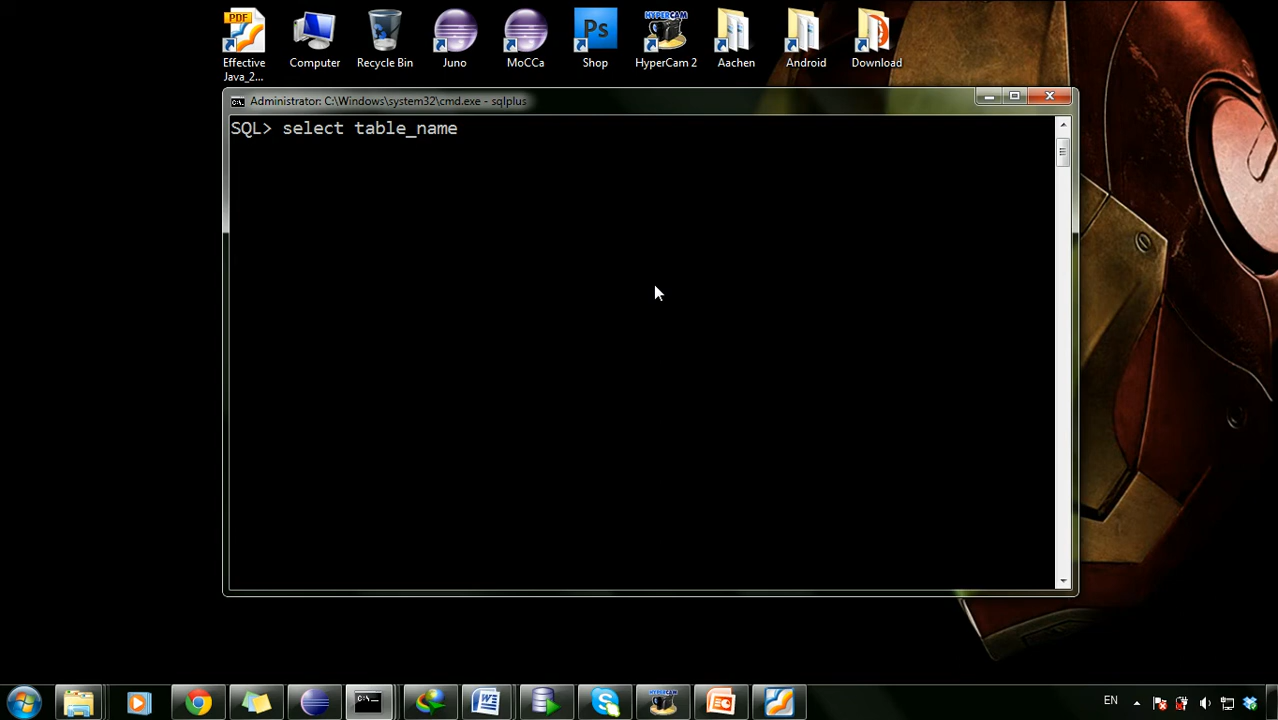 PDF
Ps
HYPERCAM
Effective
Java_2...
Computer
Recycle Bin
Juno
MoCCa
Shop
HyperCam 2
Aachen
Android
Download
Administrator: C:\Windows\system32\cmd.exe - sqlplus
SQL> select table_name
EN